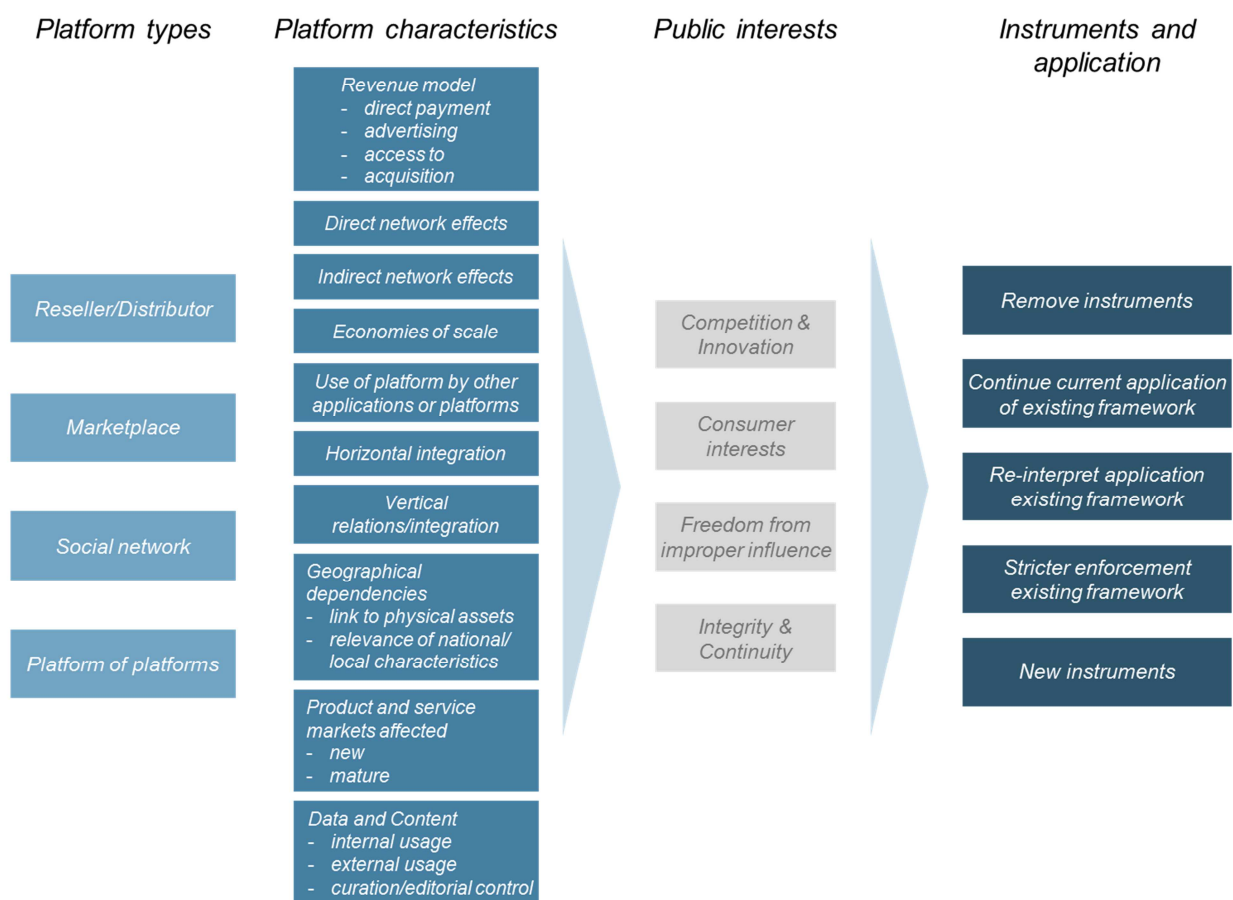 Platform types
Platform characteristics
Public interests
Instruments and
application
Reseller/Distributor
Marketplace
Social network
Platform of platforms
Revenue model
- direct payment
- advertising
- access to
- acquisition
Direct network effects
Indirect network effects
Economies of scale
Use of platform by other
applications or platforms
Horizontal integration
Vertical
relations/integration
Geographical
dependencies
- link to physical assets
- relevance of national/
local characteristics
Product and service
markets affected
- new
- mature
Data and Content
- internal usage
- external usage
- curation/editorial control
Competition &
Innovation
Consumer
interests
Freedom from
improper influence
Integrity &
Continuity
Remove instruments
Continue current application
of existing framework
Re-interpret application
existing framework
Stricter enforcement
existing framework
New instruments